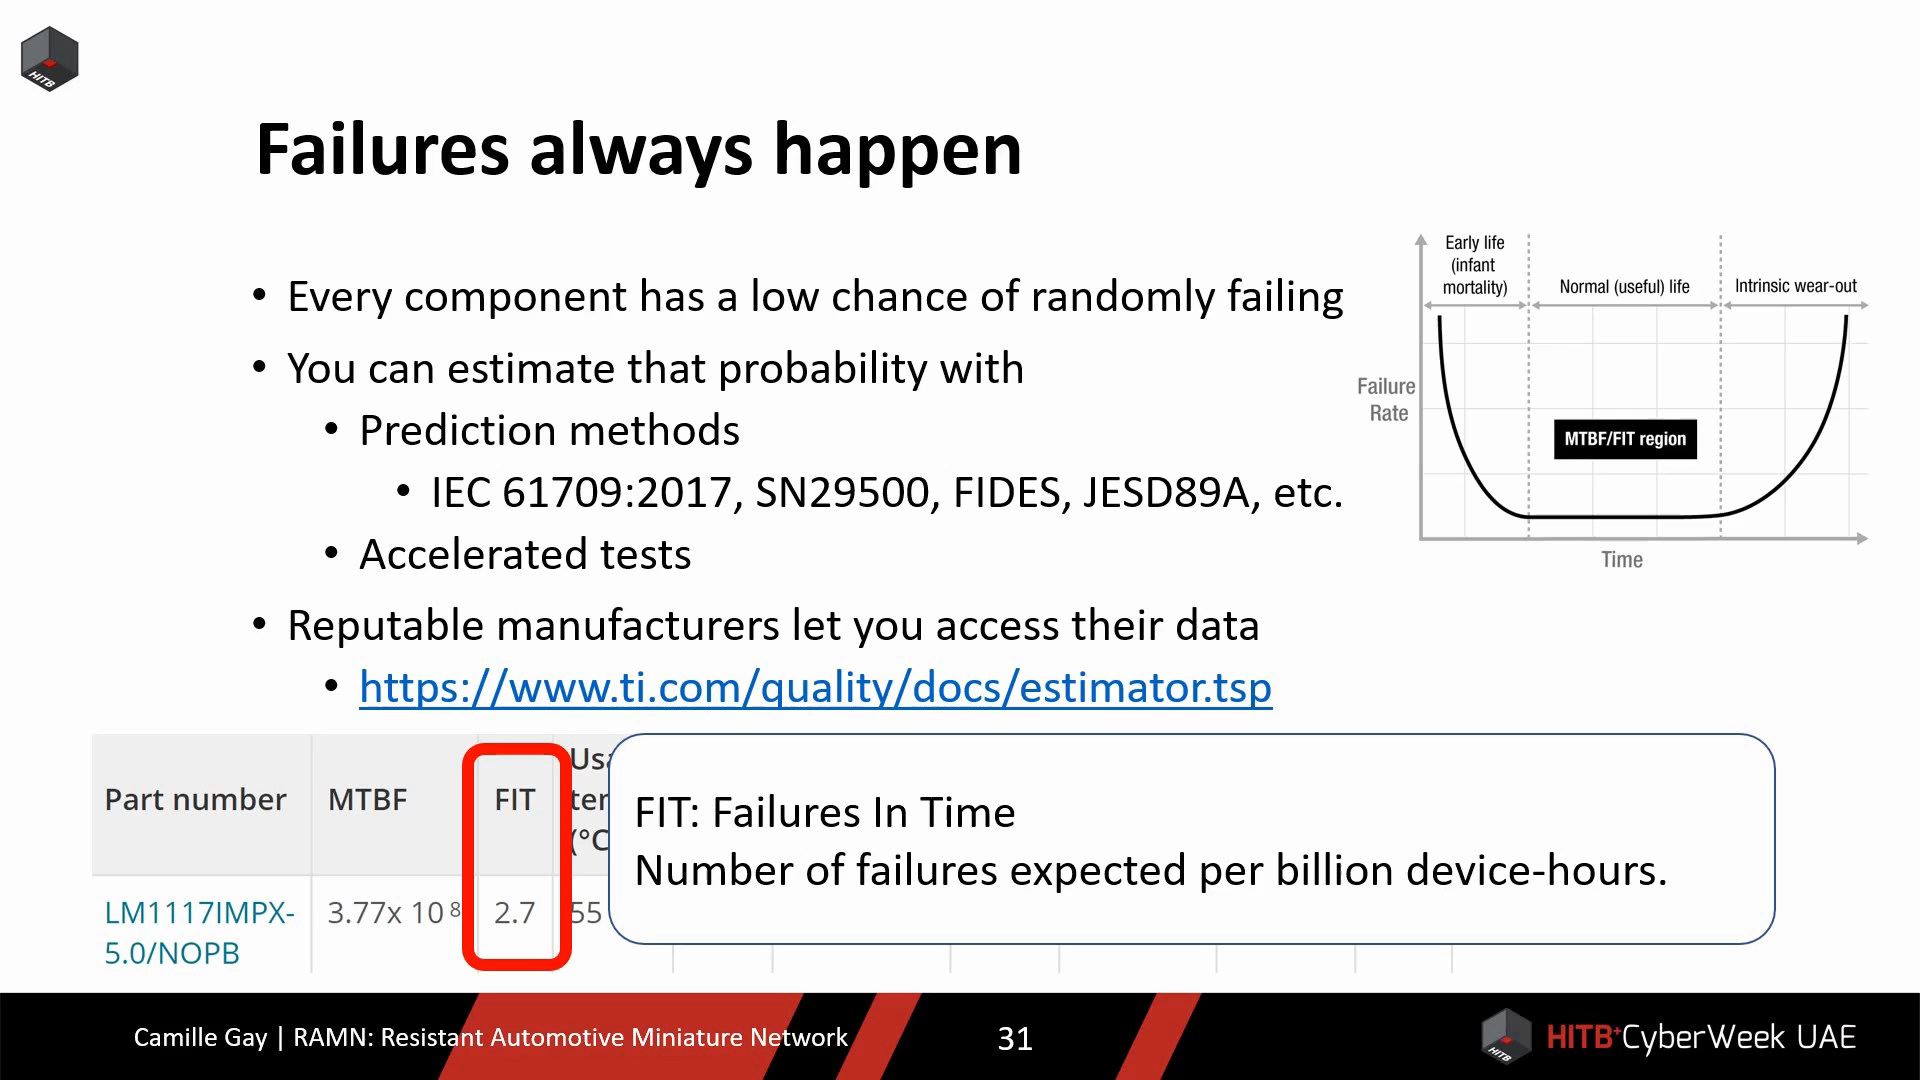 HITB
Failures always happen
• Every component has a low chance of randomly failing
• You can estimate that probability with
• Prediction methods
• IEC 61709:2017, SN29500, FIDES, JESD89A, etc.
• Accelerated tests
• Reputable manufacturers let you access their data
• https://www.ti.com/quality/docs/estimator.tsp
Early life
(infant
mortality)
Normal (useful) life
Intrinsic wear-out
Failure
Rate
MTBF/FIT region
Time
Part number
MTBF
FIT
Usa
ter
(°C
LM1117IMPX-
5.0/NOPB
3.77x 10 8
2.7
55
FIT: Failures In Time
Number of failures expected per billion device-hours.
Camille Gay | RAMN: Resistant Automotive Miniature Network
31
HITB
HITB+CyberWeek UAE